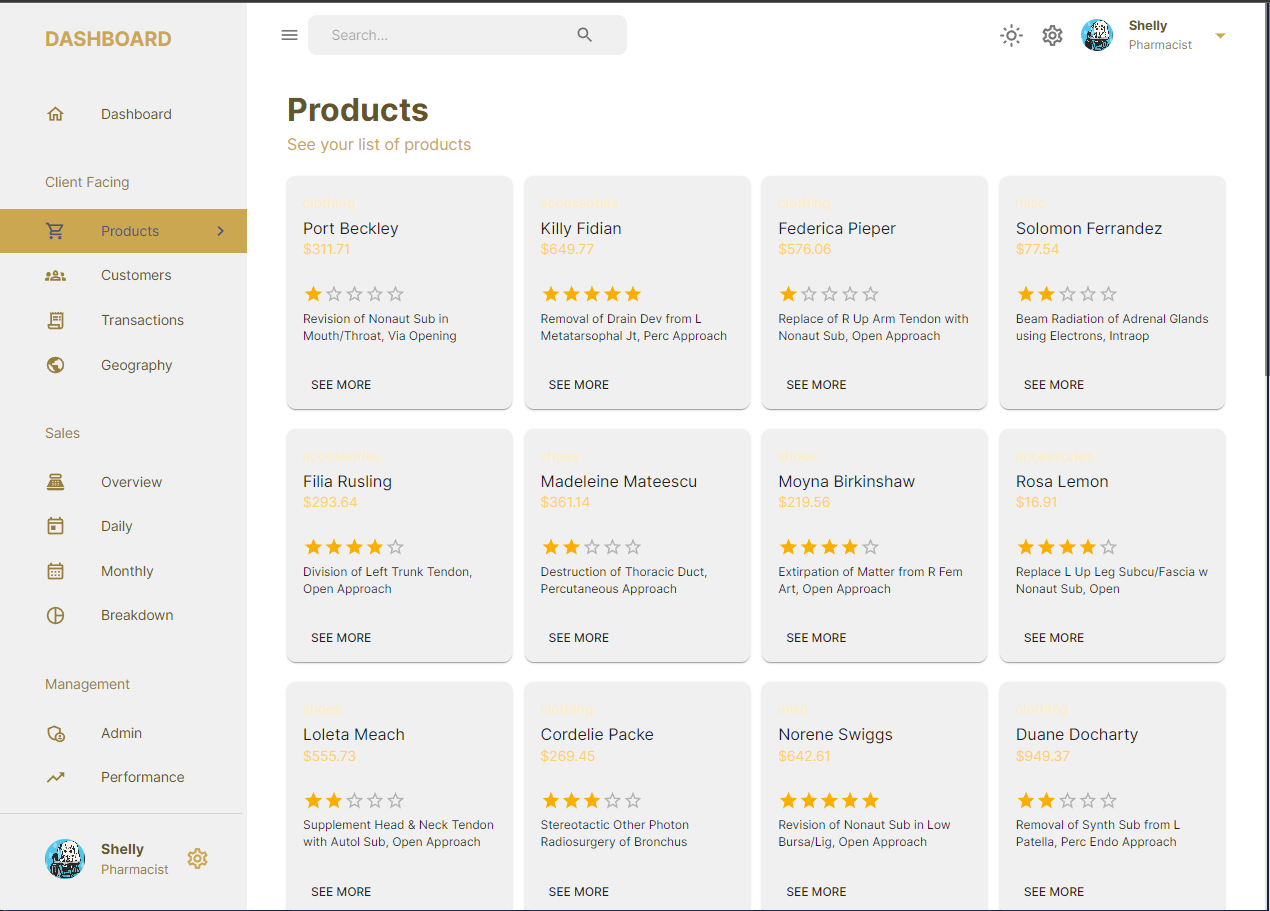 DASHBOARD
Dashboard
Client Facing
Products
Customers
Transactions
Geography
Sales
Overview
Daily
Monthly
Breakdown
Management
Admin
Performance
Shelly
Pharmacist
Search...
Shelly
Pharmacist
Products
See your list of products
clothing
Port Beckley
$311.71
Revision of Nonaut Sub in
Mouth/Throat, Via Opening
SEE MORE
accessories
Killy Fidian
$649.77
Removal of Drain Dev from L
Metatarsophal Jt, Perc Approach
SEE MORE
clothing
Federica Pieper
$576.06
Replace of R Up Arm Tendon with
Nonaut Sub, Open Approach
SEE MORE
misc
Solomon Ferrandez
$77.54
Beam Radiation of Adrenal Glands
using Electrons, Intraop
SEE MORE
accessories
Filia Rusling
$293.64
Division of Left Trunk Tendon,
Open Approach
SEE MORE
shoes
Madeleine Mateescu
$361.14
Destruction of Thoracic Duct,
Percutaneous Approach
SEE MORE
shoes
Moyna Birkinshaw
$219.56
Extirpation of Matter from R Fem
Art, Open Approach
SEE MORE
accessories
Rosa Lemon
$16.91
Replace L Up Leg Subcu/Fascia w
Nonaut Sub, Open
SEE MORE
shoes
Loleta Meach
$555.73
Supplement Head & Neck Tendon
with Autol Sub, Open Approach
SEE MORE
clothing
Cordelie Packe
$269.45
Stereotactic Other Photon
Radiosurgery of Bronchus
SEE MORE
misc
Norene Swiggs
$642.61
Revision of Nonaut Sub in Low
Bursa/Lig, Open Approach
SEE MORE
clothing
Duane Docharty
$949.37
Removal of Synth Sub from L
Patella, Perc Endo Approach
SEE MORE